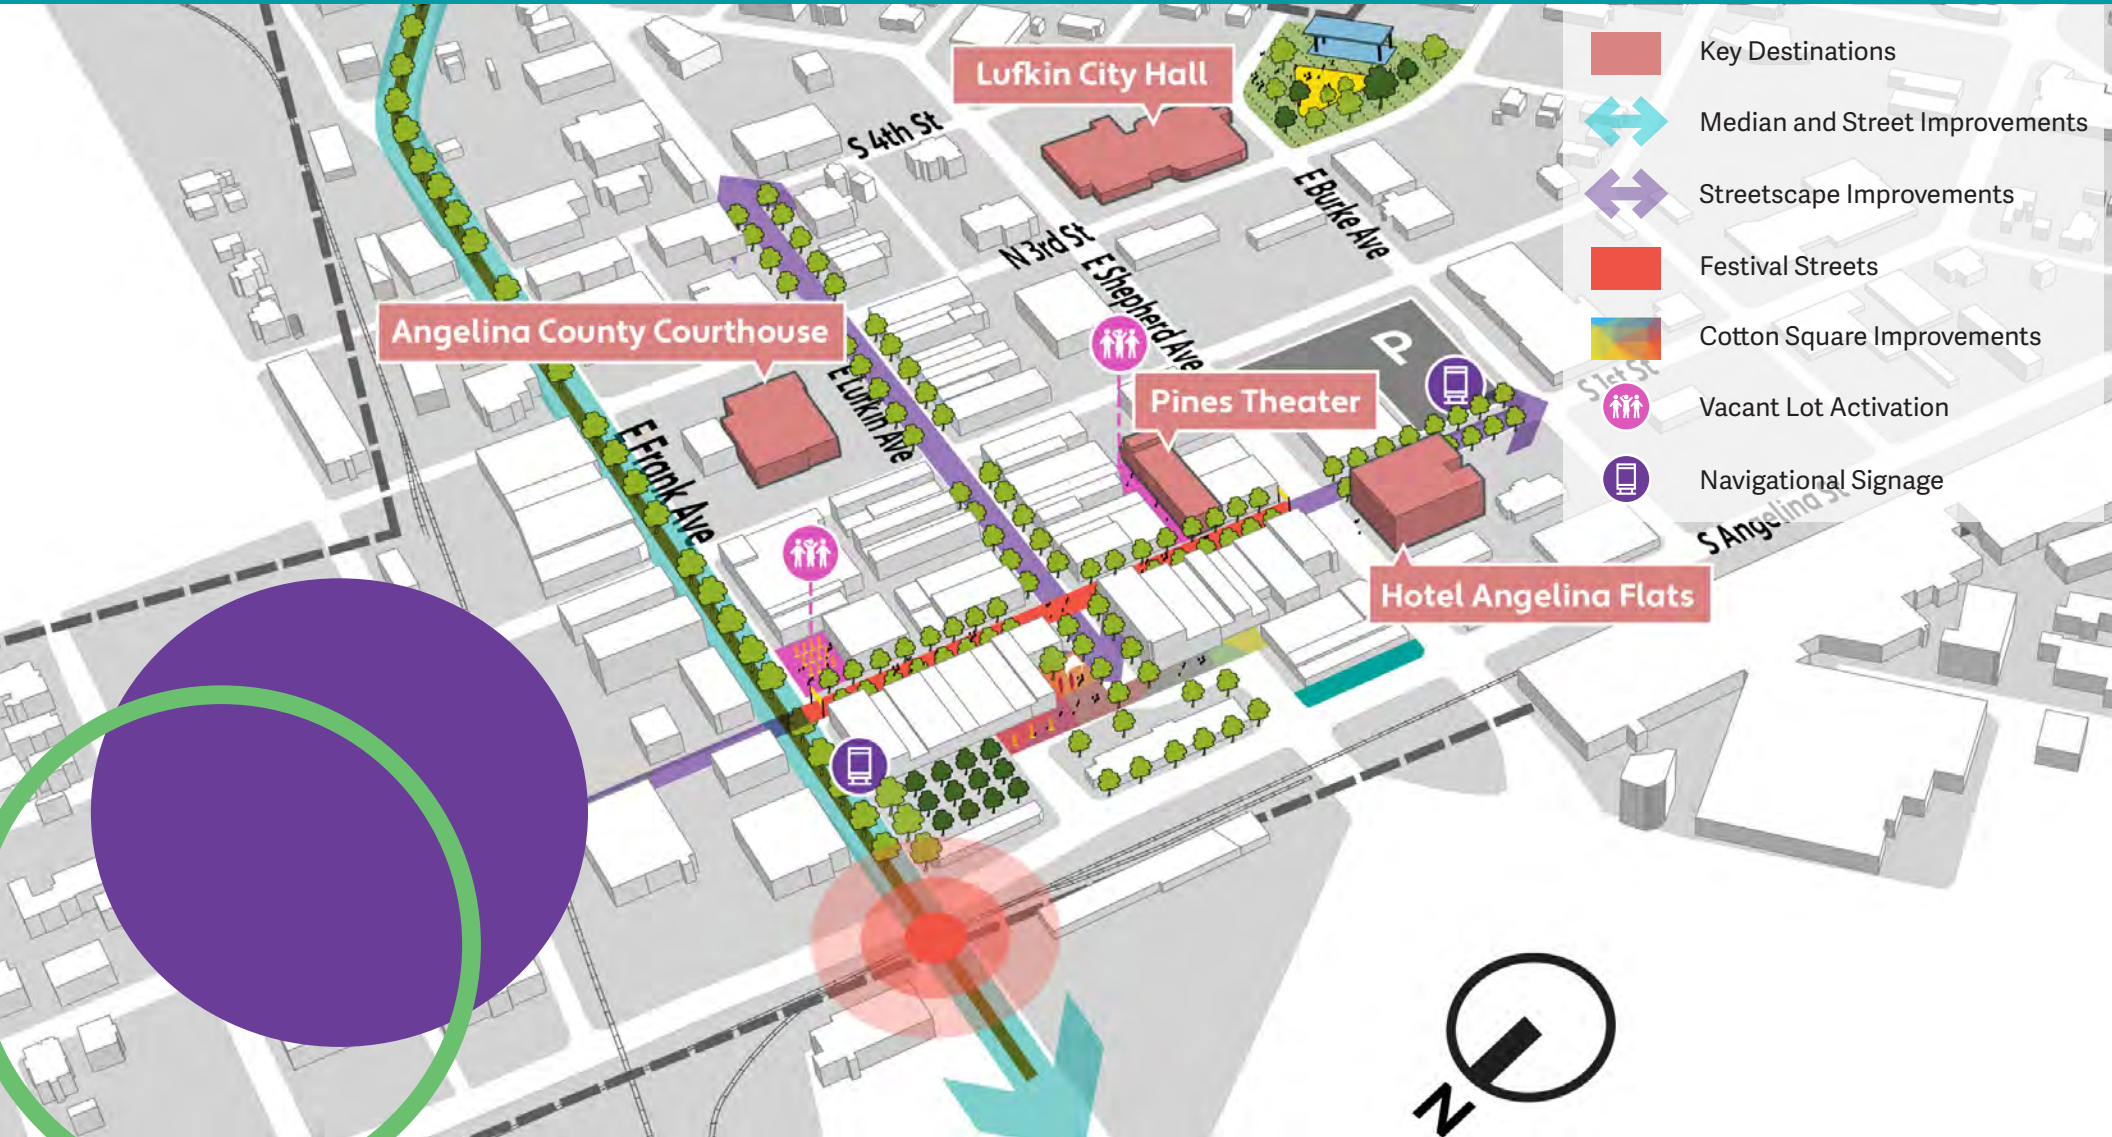 Lufkin City Hall
Key Destinations
Median and Street Improvements
Streetscape Improvements
Festival Streets
Cotton Square Improvements
Vacant Lot Activation
Navigational Signage
S 4th St
E Burke Ave
N 3rd St
E Shepherd Ave
Angelina County Courthouse
P
E Lufkin Ave
Pines Theater
S 1st St
E Frank Ave
S Angelina St
Hotel Angelina Flats
N